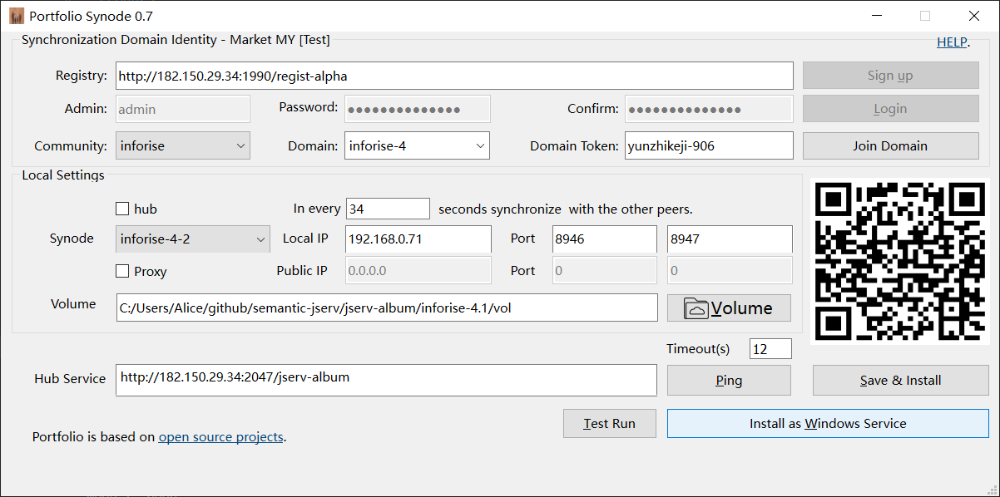 Portfolio Synode 0.7
Synchronization Domain Identity - Market MY [Test]
HELP.
Registry: http://182.150.29.34:1990/regist-alpha Sign up
Admin: admin Password: ●●●●●●●●●●●●●● Confirm: ●●●●●●●●●●●●●● Login
Community: inforise Domain: inforise-4 Domain Token: yunzhikeji-906 Join Domain
Local Settings
hub In every 34 seconds synchronize with the other peers.
Synode inforise-4-2 Local IP 192.168.0.71 Port 8946 8947
Proxy Public IP 0.0.0.0 Port 0 0
Volume C:/Users/Alice/github/semantic-jserv/jserv-album/inforise-4.1/vol Volume
Timeout(s) 12
Hub Service http://182.150.29.34:2047/jserv-album Ping Save & Install
Test Run Install as Windows Service
Portfolio is based on open source projects.